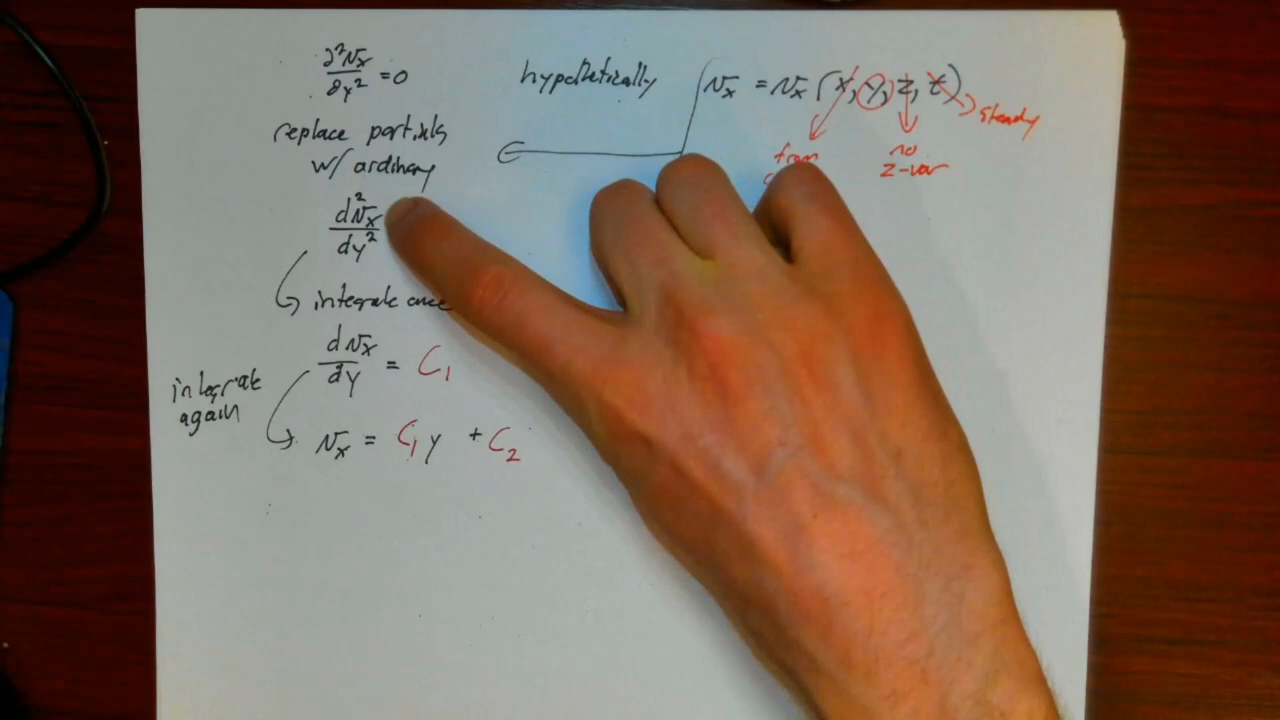 ∂²Vx/∂y² = 0
hypothetically
Vx = Vx (x, y, z, t)
steady
from
no
z-var
replace partials
w/ ordinary
d²Vx/dy²
integrate once
dVx/dy = C₁
integrate
again
Vx = C₁y + C₂